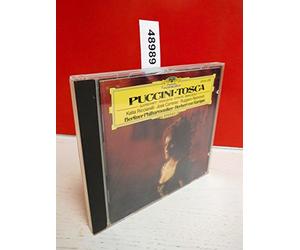 48989
PUCCINI·TOSCA
Katia Ricciarelli · José Carreras · Ruggero Raimondi
Berliner Philharmoniker · Herbert von Karajan